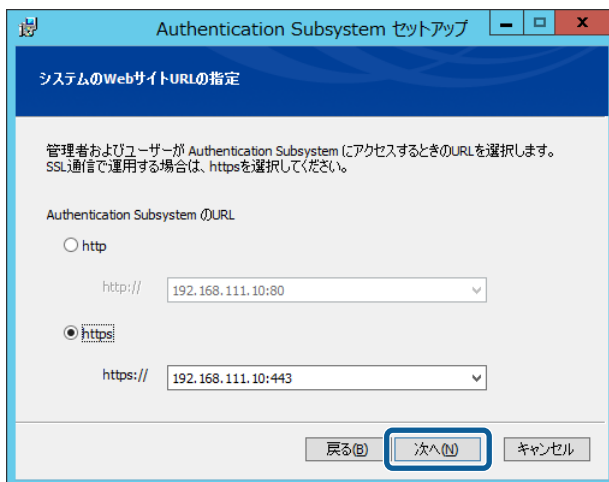 Authentication Subsystem セットアップ
システムのWebサイトURLの指定
管理者およびユーザーが Authentication Subsystem にアクセスするときのURLを選択します。
SSL通信で運用する場合は、httpsを選択してください。
Authentication Subsystem のURL
http
http:// 192.168.111.10:80
https
https:// 192.168.111.10:443
戻る(B) 次へ(N) キャンセル